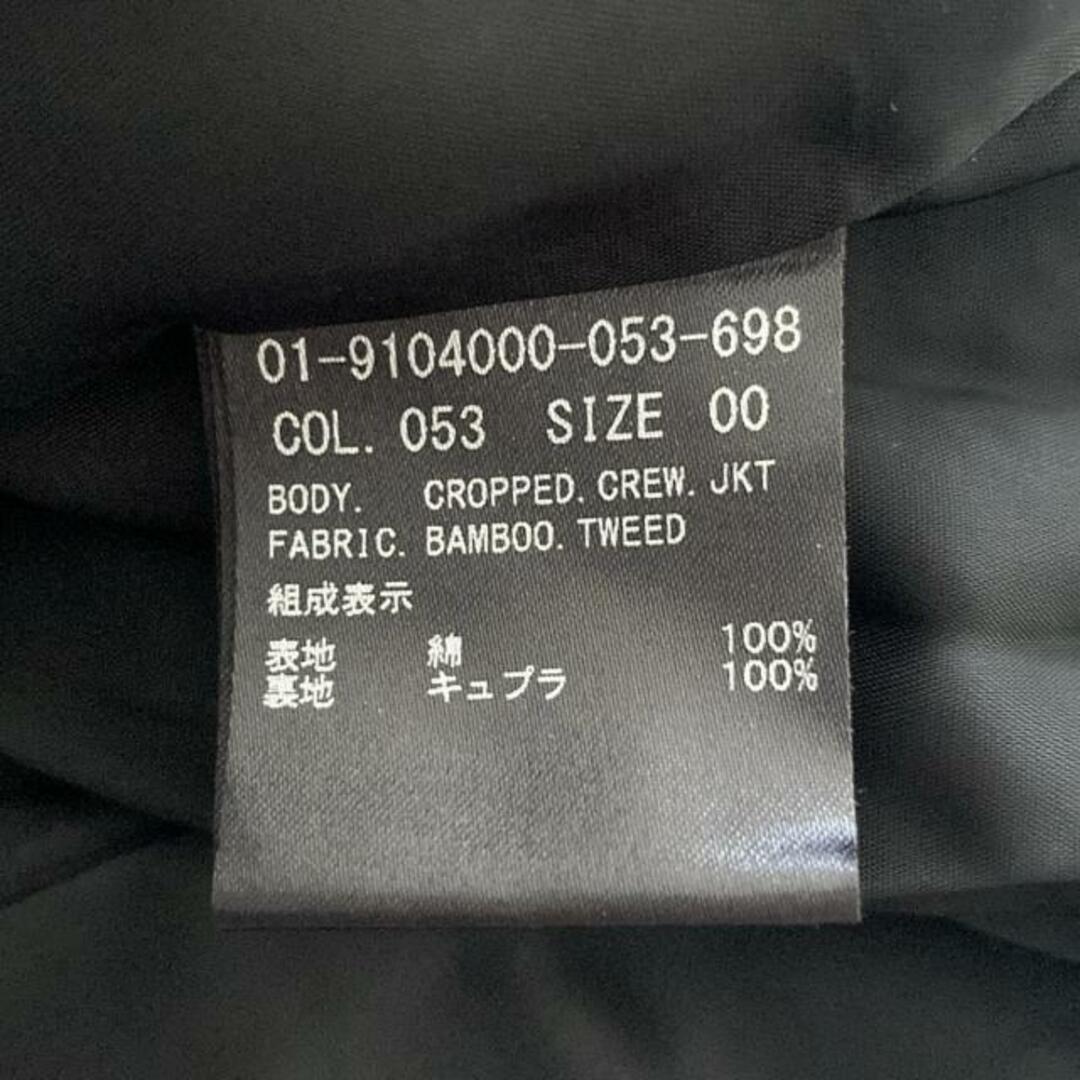 01-9104000-053-698
COL. 053 SIZE 00
BODY. CROPPED. CREW. JKT
FABRIC. BAMBOO. TWEED
組成表示
表地 綿 100%
裏地 キュプラ 100%